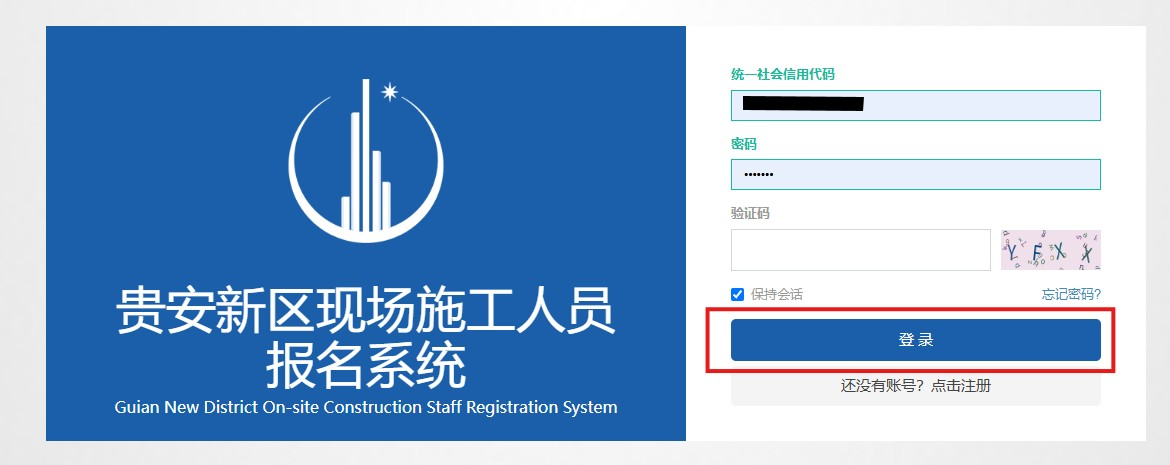 贵安新区现场施工人员
报名系统
Guian New District On-site Construction Staff Registration System
统一社会信用代码
密码
•••••••
验证码
YFXX
保持会话
忘记密码?
登录
还没有账号？点击注册